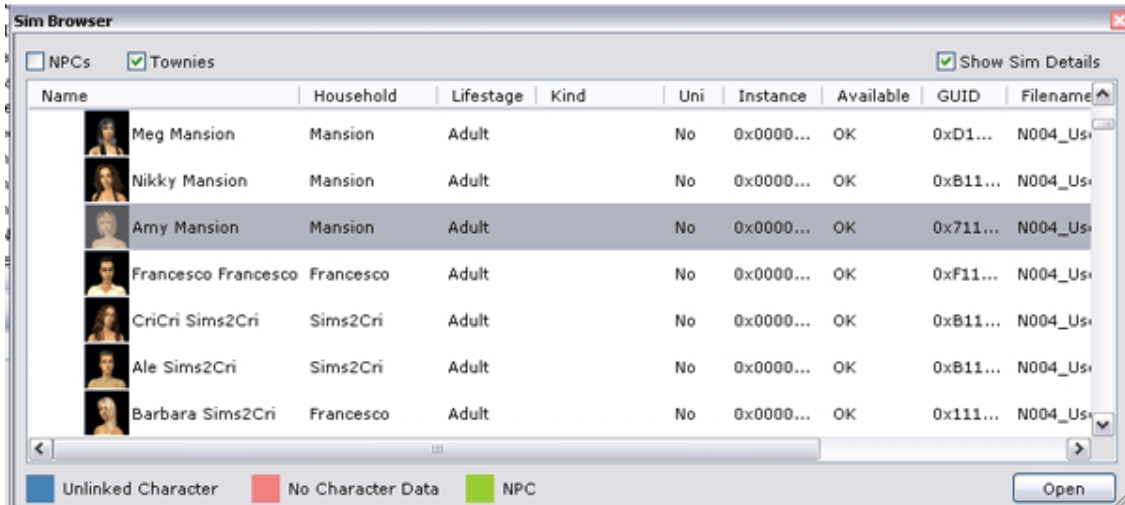 Sim Browser
NPCs Townies Show Sim Details
Name Household Lifestage Kind Uni Instance Available GUID Filename
Meg Mansion Mansion Adult No 0x0000... OK 0xD1... N004_Us
Nikky Mansion Mansion Adult No 0x0000... OK 0xB11... N004_Us
Amy Mansion Mansion Adult No 0x0000... OK 0x711... N004_Us
Francesco Francesco Francesco Adult No 0x0000... OK 0xF11... N004_Us
CriCri Sims2Cri Sims2Cri Adult No 0x0000... OK 0xB11... N004_Us
Ale Sims2Cri Sims2Cri Adult No 0x0000... OK 0xB11... N004_Us
Barbara Sims2Cri Francesco Adult No 0x0000... OK 0x111... N004_Us
Unlinked Character No Character Data NPC Open